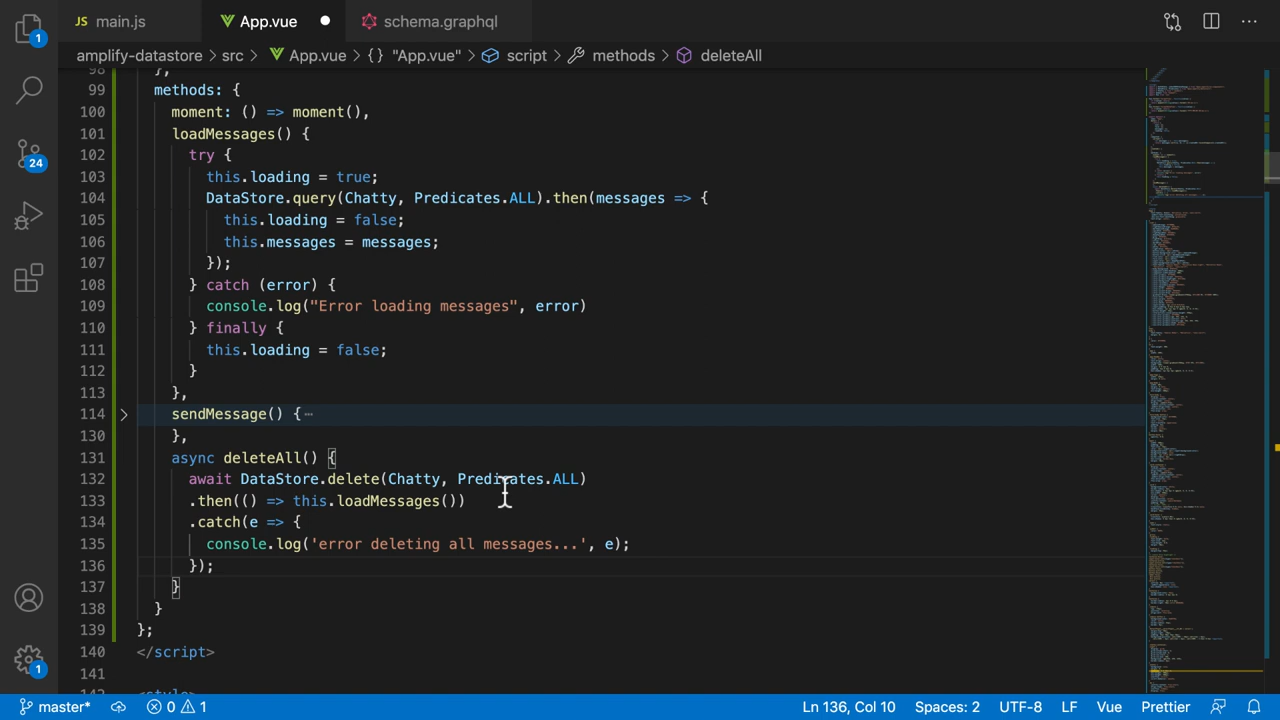 JS main.js App.vue schema.graphql
amplify-datastore > src > App.vue > {} "App.vue" > script > methods > deleteAll
98 },
99 methods: {
100 moment: () => moment(),
101 loadMessages() {
102 try {
103 this.loading = true;
104 DataStore.query(Chatty, Predicates.ALL).then(messages => {
105 this.loading = false;
106 this.messages = messages;
107 });
108 } catch (error) {
109 console.log("Error loading messages", error)
110 } finally {
111 this.loading = false;
112 }
113 },
114 sendMessage() {
130 },
131 async deleteAll() {
132 await DataStore.delete(Chatty, Predicates.ALL)
133 .then(() => this.loadMessages())
134 .catch(e => {
135 console.log('error deleting all messages...', e);
136 });
137 }
138 }
139 };
140 </script>
141
142 <style>
1
24
1
master* 0 1 Ln 136, Col 10 Spaces: 2 UTF-8 LF Vue Prettier